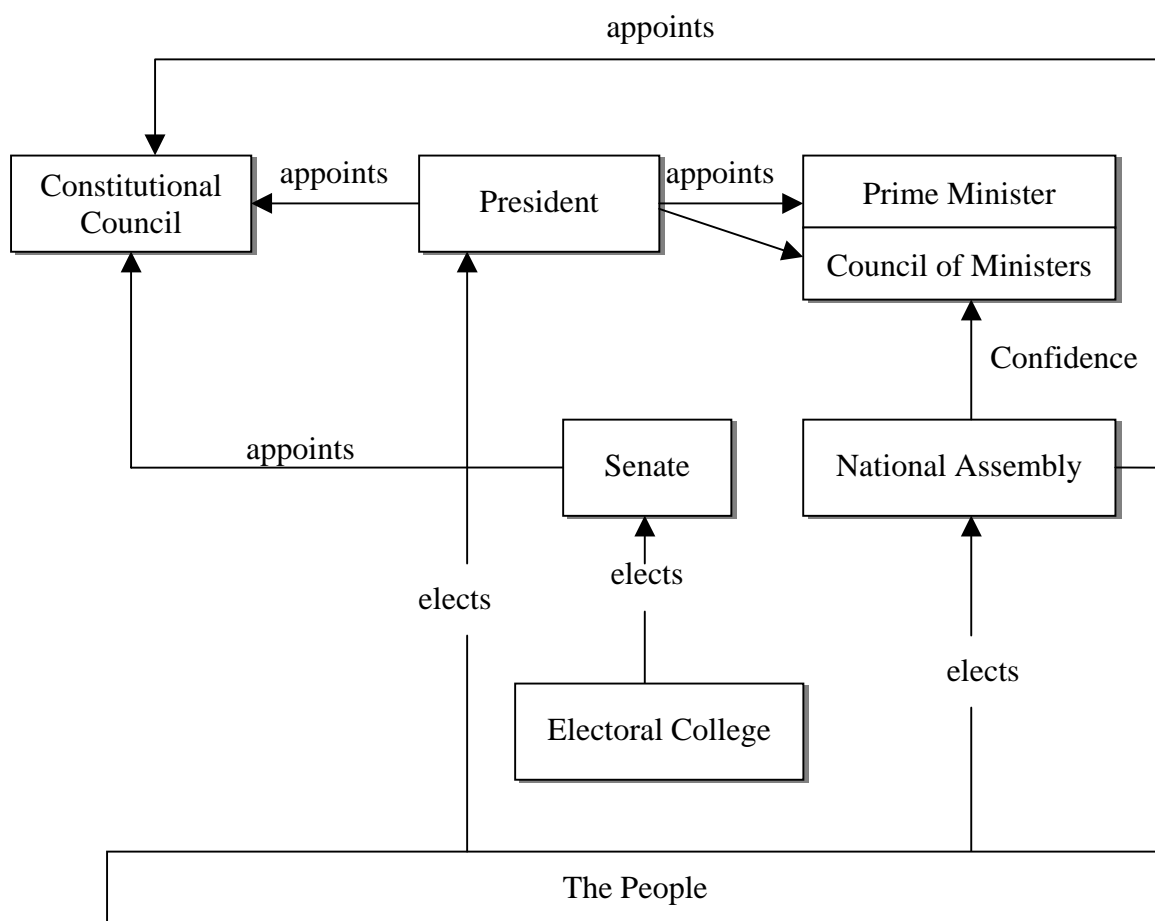 appoints
Constitutional
Council
appoints
President
appoints
Prime Minister
Council of Ministers
Confidence
appoints
Senate
National Assembly
elects
elects
elects
Electoral College
The People